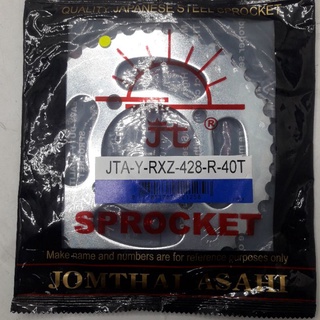 QUALITY JAPANESE STEEL SPROCKET
Jt ®
JTA-Y-RXZ-428-R-40T
SPROCKET
Make name and numbers are for reference purposes only
JOMTHAI ASAHI